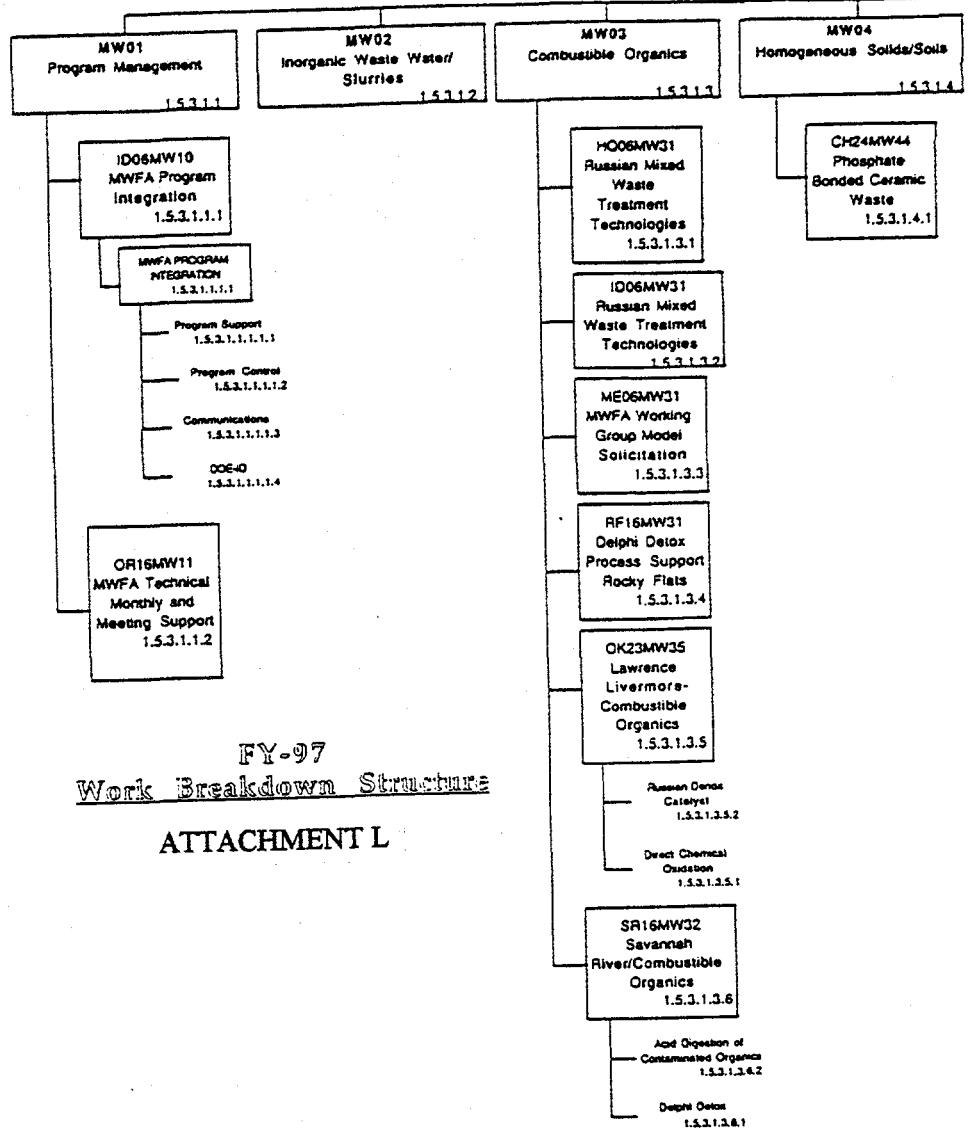 MW01
Program Management
1.5.3.1.1
MW02
Inorganic Waste Water/
Slurries
1.5.3.1.2
MW03
Combustible Organics
1.5.3.1.3
MW04
Homogeneous Solids/Soils
1.5.3.1.4
ID06MW10
MWFA Program
Integration
1.5.3.1.1.1
MWFA PROGRAM
INTEGRATION
1.5.3.1.1.1.1
Program Support
1.5.3.1.1.1.1.1
Program Control
1.5.3.1.1.1.1.2
Communications
1.5.3.1.1.1.1.3
DOE-ID
1.5.3.1.1.1.1.4
OR16MW11
MWFA Technical
Monthly and
Meeting Support
1.5.3.1.1.2
HQ06MW31
Russian Mixed
Waste
Treatment
Technologies
1.5.3.1.3.1
ID06MW31
Russian Mixed
Waste Treatment
Technologies
1.5.3.1.3.2
ME06MW31
MWFA Working
Group Model
Solicitation
1.5.3.1.3.3
RF16MW31
Delphi Detox
Process Support
Rocky Flats
1.5.3.1.3.4
OK23MW35
Lawrence
Livermore-
Combustible
Organics
1.5.3.1.3.5
Russian Denox
Catalyst
1.5.3.1.3.5.2
Direct Chemical
Oxidation
1.5.3.1.3.5.1
SR16MW32
Savannah
River/Combustible
Organics
1.5.3.1.3.6
Acid Digestion of
Contaminated Organics
1.5.3.1.3.6.2
Delphi Detox
1.5.3.1.3.6.1
CH24MW44
Phosphate
Bonded Ceramic
Waste
1.5.3.1.4.1
FY-97
Work Breakdown Structure
ATTACHMENT L